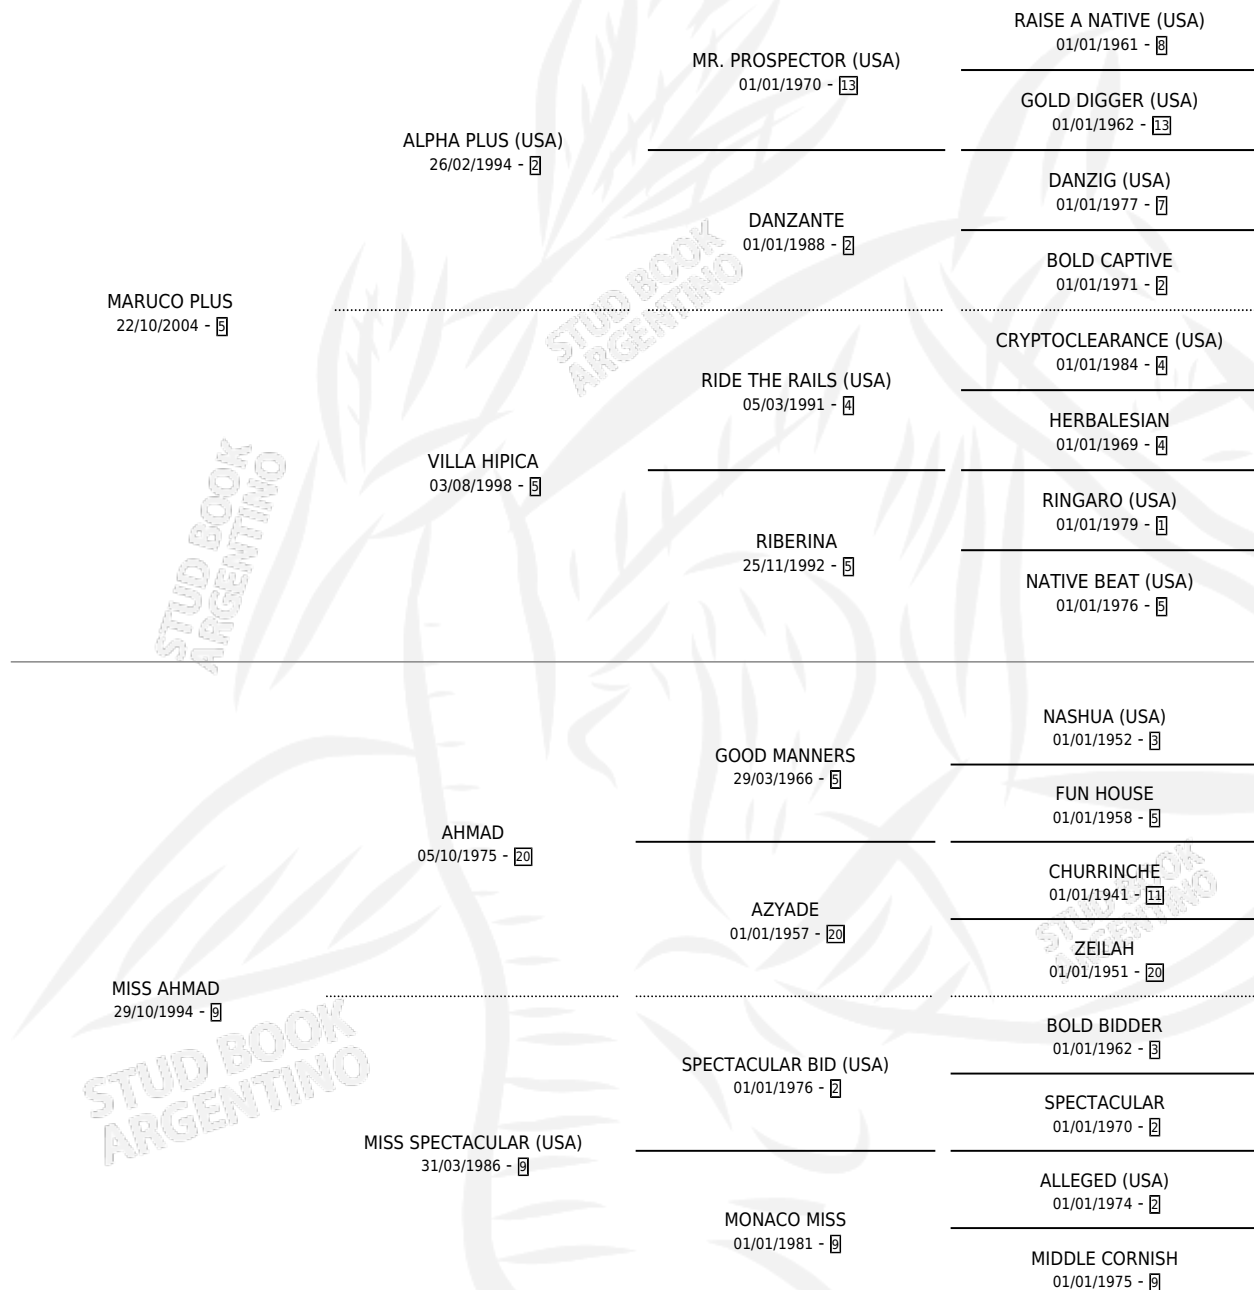 RAISE A NATIVE (USA)
01/01/1961 - 8
MR. PROSPECTOR (USA)
01/01/1970 - 13
GOLD DIGGER (USA)
01/01/1962 - 13
ALPHA PLUS (USA)
26/02/1994 - 2
DANZIG (USA)
01/01/1977 - 7
DANZANTE
01/01/1988 - 2
BOLD CAPTIVE
01/01/1971 - 2
MARUCO PLUS
22/10/2004 - 5
CRYPTOCLEARANCE (USA)
01/01/1984 - 4
RIDE THE RAILS (USA)
05/03/1991 - 4
HERBALESIAN
01/01/1969 - 4
VILLA HIPICA
03/08/1998 - 5
RINGARO (USA)
01/01/1979 - 1
RIBERINA
25/11/1992 - 5
NATIVE BEAT (USA)
01/01/1976 - 5
STUD BOOK
ARGENTINO
STUD BOOK
ARGENTINO
NASHUA (USA)
01/01/1952 - 3
GOOD MANNERS
29/03/1966 - 5
FUN HOUSE
01/01/1958 - 5
AHMAD
05/10/1975 - 20
CHURRINCHE
01/01/1941 - 11
AZYADE
01/01/1957 - 20
ZEILAH
01/01/1951 - 20
MISS AHMAD
29/10/1994 - 9
BOLD BIDDER
01/01/1962 - 3
SPECTACULAR BID (USA)
01/01/1976 - 2
SPECTACULAR
01/01/1970 - 2
MISS SPECTACULAR (USA)
31/03/1986 - 9
ALLEGED (USA)
01/01/1974 - 2
MONACO MISS
01/01/1981 - 9
MIDDLE CORNISH
01/01/1975 - 9
STUD BOOK
ARGENTINO
STUD BOOK
ARGENTINO